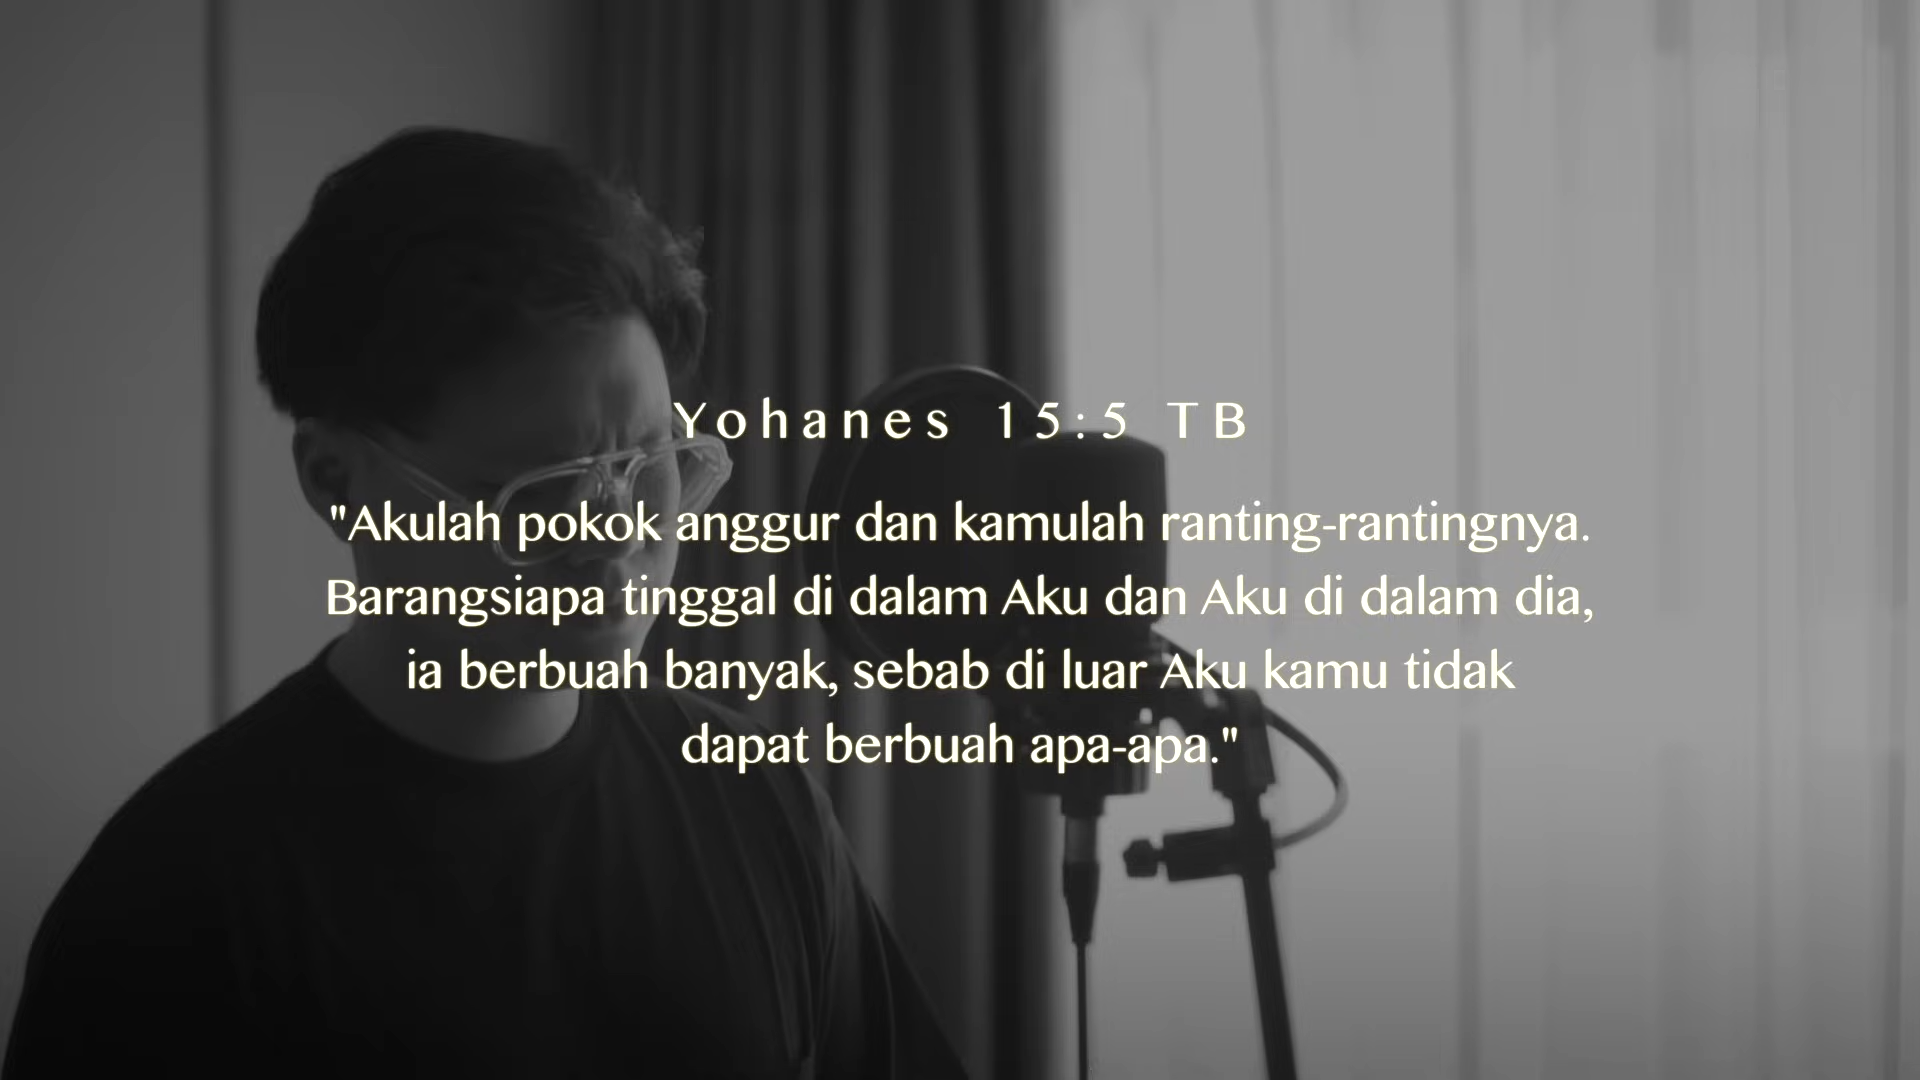 Yohanes 15:5 TB
"Akulah pokok anggur dan kamulah ranting-rantingnya.
Barangsiapa tinggal di dalam Aku dan Aku di dalam dia,
ia berbuah banyak, sebab di luar Aku kamu tidak
dapat berbuah apa-apa."